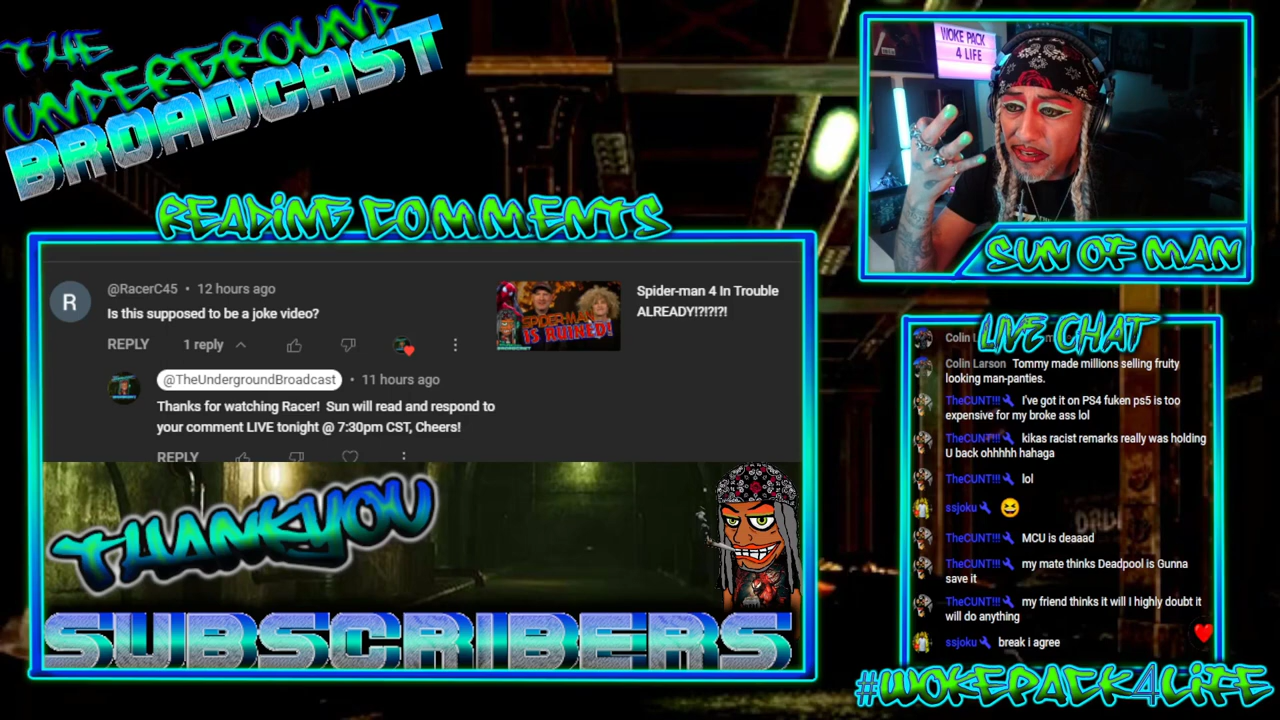 THE
UNDERGROUND
BROADCAST
WOKE PACK
4 LIFE
SUN OF MAN
READING COMMENTS
R
@RacerC45 • 12 hours ago
Is this supposed to be a joke video?
REPLY 1 reply
SPIDER-MAN
IS RUINED!
Spider-man 4 In Trouble
ALREADY!?!?!?!
@TheUndergroundBroadcast • 11 hours ago
Thanks for watching Racer! Sun will read and respond to
your comment LIVE tonight @ 7:30pm CST, Cheers!
REPLY
THANKYOU
SUBSCRIBERS
LIVE CHAT
Colin Larson Tommy made millions selling fruity
looking man-panties.
TheCUNT!!! I've got it on PS4 fuken ps5 is too
expensive for my broke ass lol
TheCUNT!!! kikas racist remarks really was holding
U back ohhhhh hahaga
TheCUNT!!! lol
ssjoku 😆
TheCUNT!!! MCU is deaaad
TheCUNT!!! my mate thinks Deadpool is Gunna
save it
TheCUNT!!! my friend thinks it will I highly doubt it
will do anything
ssjoku break i agree
#WOKEPACK4LIFE